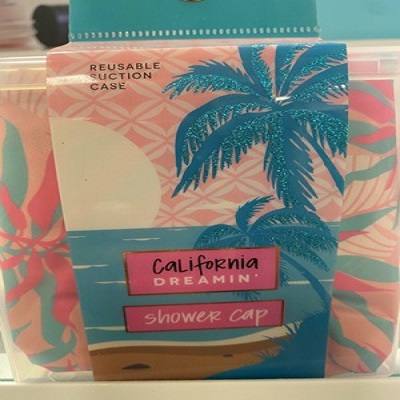 REUSABLE
SUCTION
CASE
California
DREAMIN'
shower cap